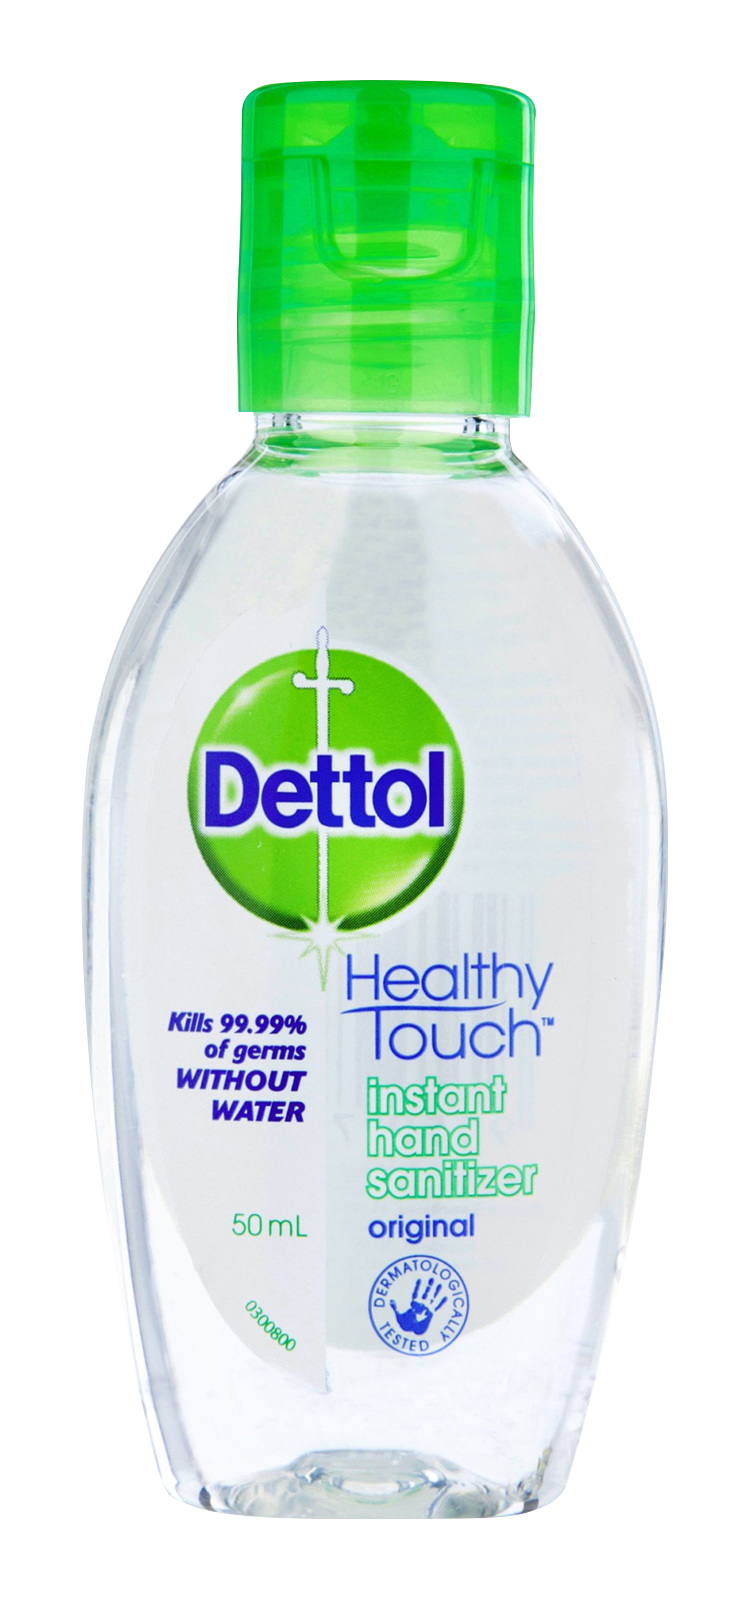 Dettol
Healthy
Touch™
Kills 99.99%
of germs
WITHOUT
WATER
instant
hand
sanitizer
original
50 mL
DERMATOLOGICALLY
TESTED
0300800